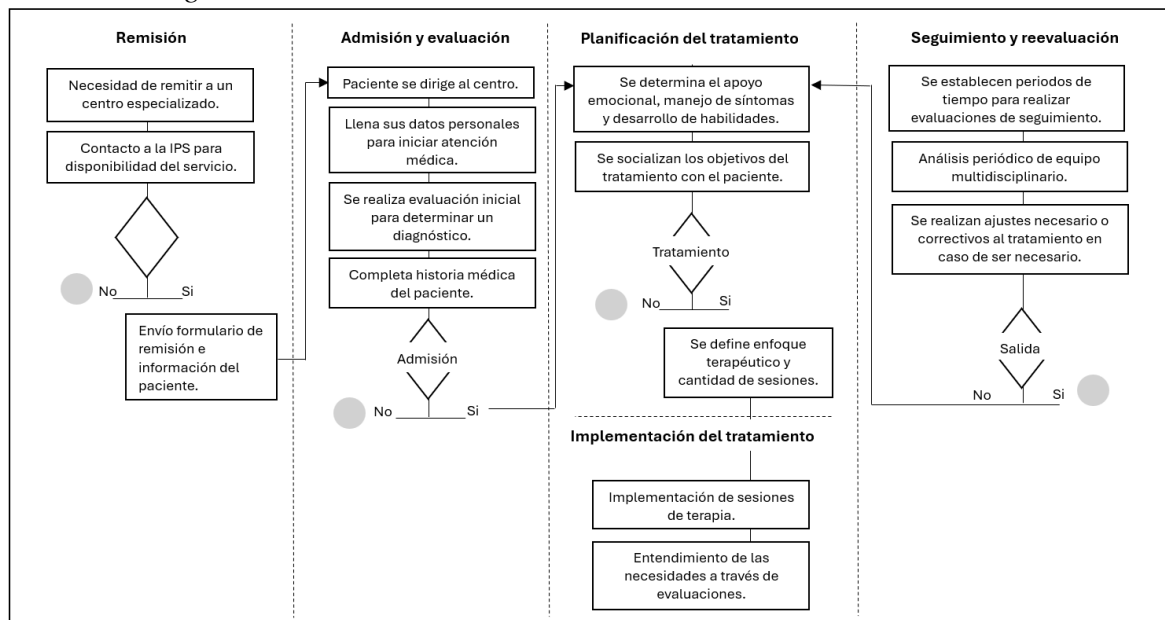 Remisión
Necesidad de remitir a un
centro especializado.
Contacto a la IPS para
disponibilidad del servicio.
No
Si
Envío formulario de
remisión e
información del
paciente.
Admisión y evaluación
Paciente se dirige al centro.
Llena sus datos personales
para iniciar atención
médica.
Se realiza evaluación inicial
para determinar un
diagnóstico.
Completa historia médica
del paciente.
Admisión
No
Si
Planificación del tratamiento
Se determina el apoyo
emocional, manejo de síntomas
y desarrollo de habilidades.
Se socializan los objetivos del
tratamiento con el paciente.
Tratamiento
No
Si
Se define enfoque
terapéutico y
cantidad de sesiones.
Implementación del tratamiento
Implementación de sesiones
de terapia.
Entendimiento de las
necesidades a través de
evaluaciones.
Seguimiento y reevaluación
Se establecen periodos de
tiempo para realizar
evaluaciones de seguimiento.
Análisis periódico de equipo
multidisciplinario.
Se realizan ajustes necesario o
correctivos al tratamiento en
caso de ser necesario.
Salida
No
Si